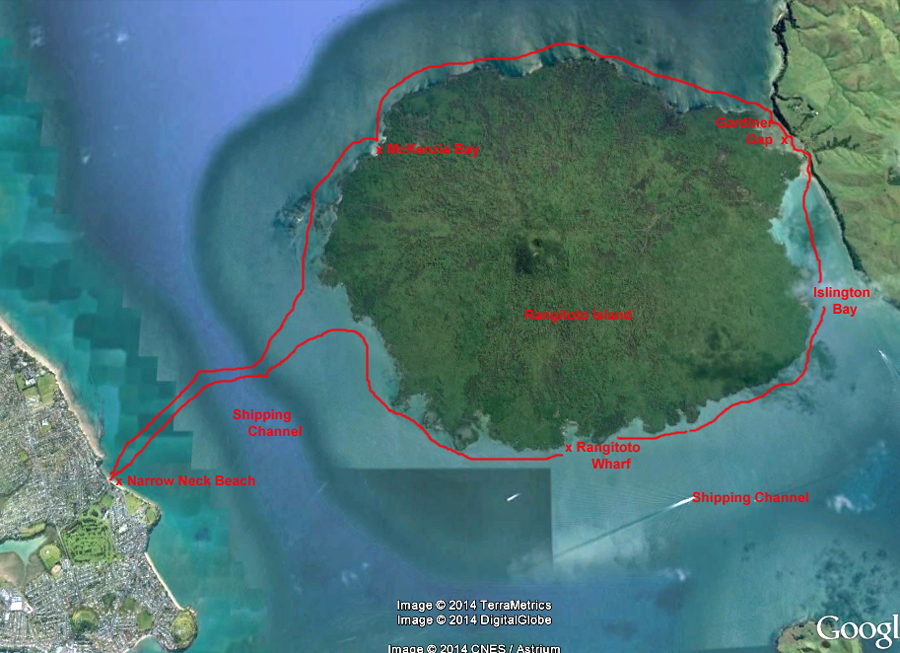 Gardiner
Gap x
x McKenzie Bay
Islington
Bay
Rangitoto Island
Shipping
Channel
x Rangitoto
Wharf
x Narrow Neck Beach
Shipping Channel
Image © 2014 TerraMetrics
Image © 2014 DigitalGlobe
Image © 2014 CNES / Astrium
Googl